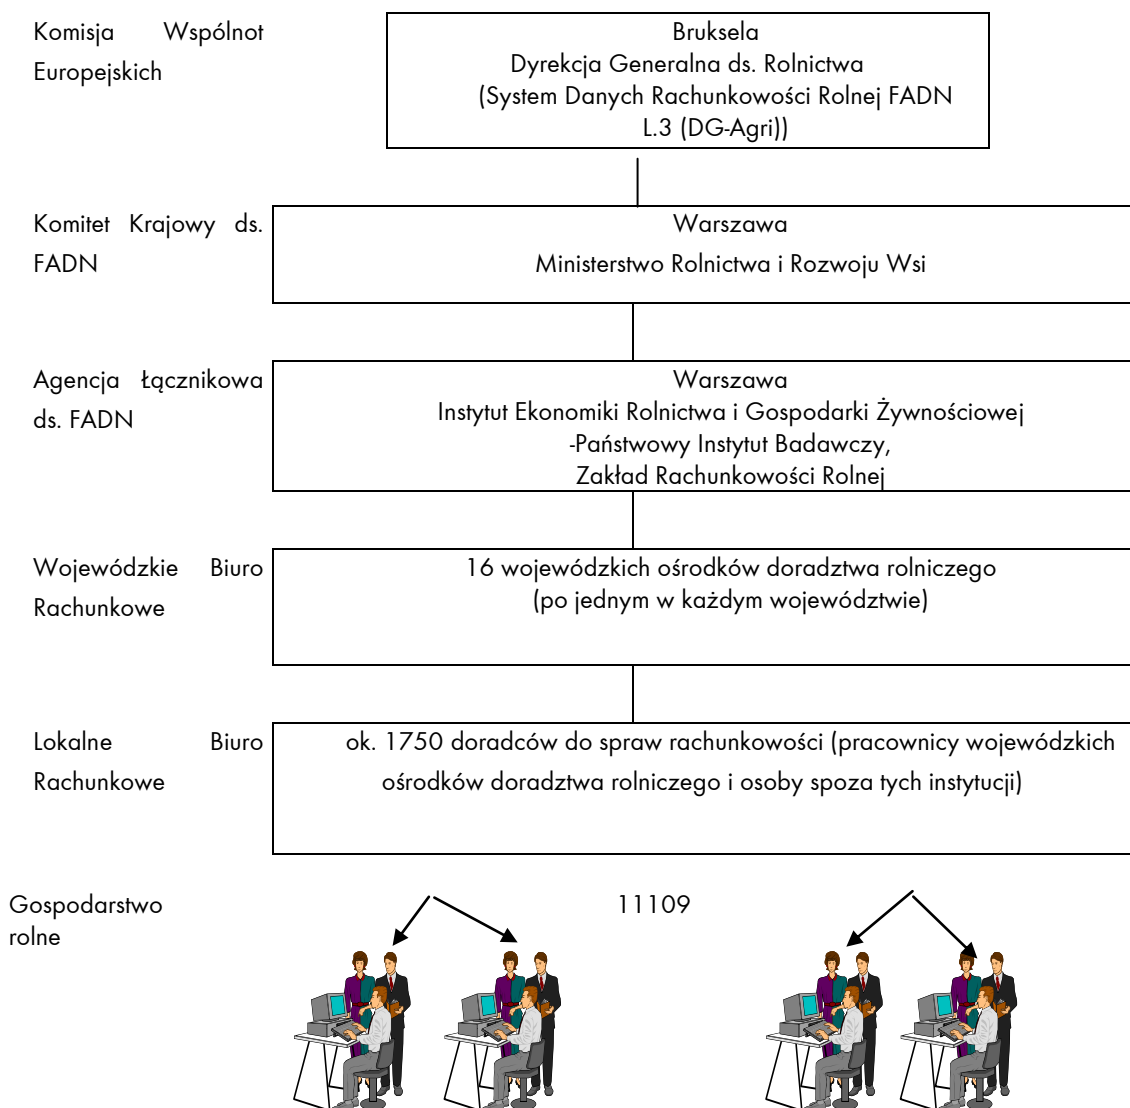 Komisja Wspólnot
Europejskich
Bruksela
Dyrekcja Generalna ds. Rolnictwa
(System Danych Rachunkowości Rolnej FADN
L.3 (DG-Agri))
Komitet Krajowy ds.
FADN
Warszawa
Ministerstwo Rolnictwa i Rozwoju Wsi
Agencja Łącznikowa
ds. FADN
Warszawa
Instytut Ekonomiki Rolnictwa i Gospodarki Żywnościowej
-Państwowy Instytut Badawczy,
Zakład Rachunkowości Rolnej
Wojewódzkie Biuro
Rachunkowe
16 wojewódzkich ośrodków doradztwa rolniczego
(po jednym w każdym województwie)
Lokalne Biuro
Rachunkowe
ok. 1750 doradców do spraw rachunkowości (pracownicy wojewódzkich
ośrodków doradztwa rolniczego i osoby spoza tych instytucji)
Gospodarstwo
rolne
11109